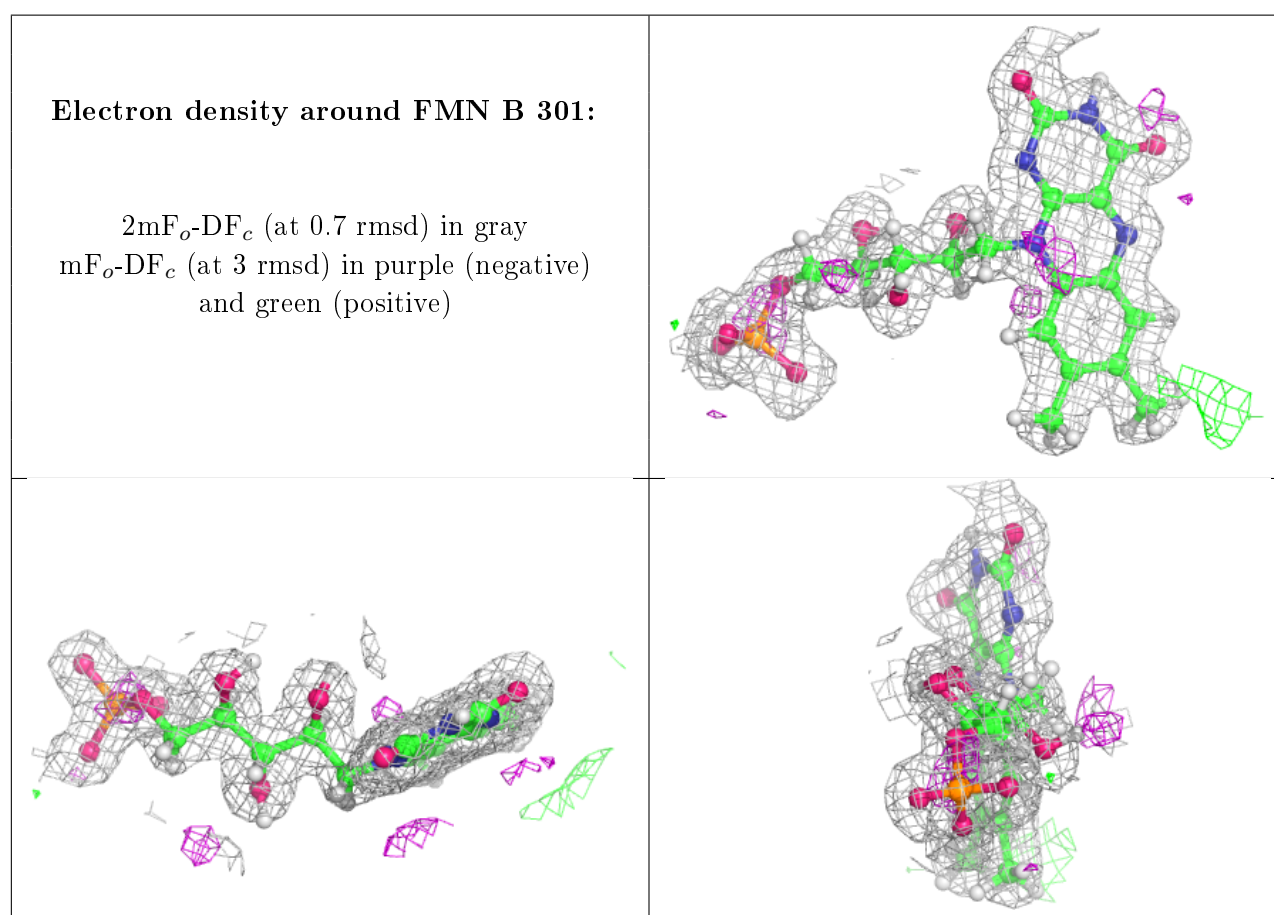 Electron density around FMN B 301:
2mFo-DFc (at 0.7 rmsd) in gray
mFo-DFc (at 3 rmsd) in purple (negative)
and green (positive)